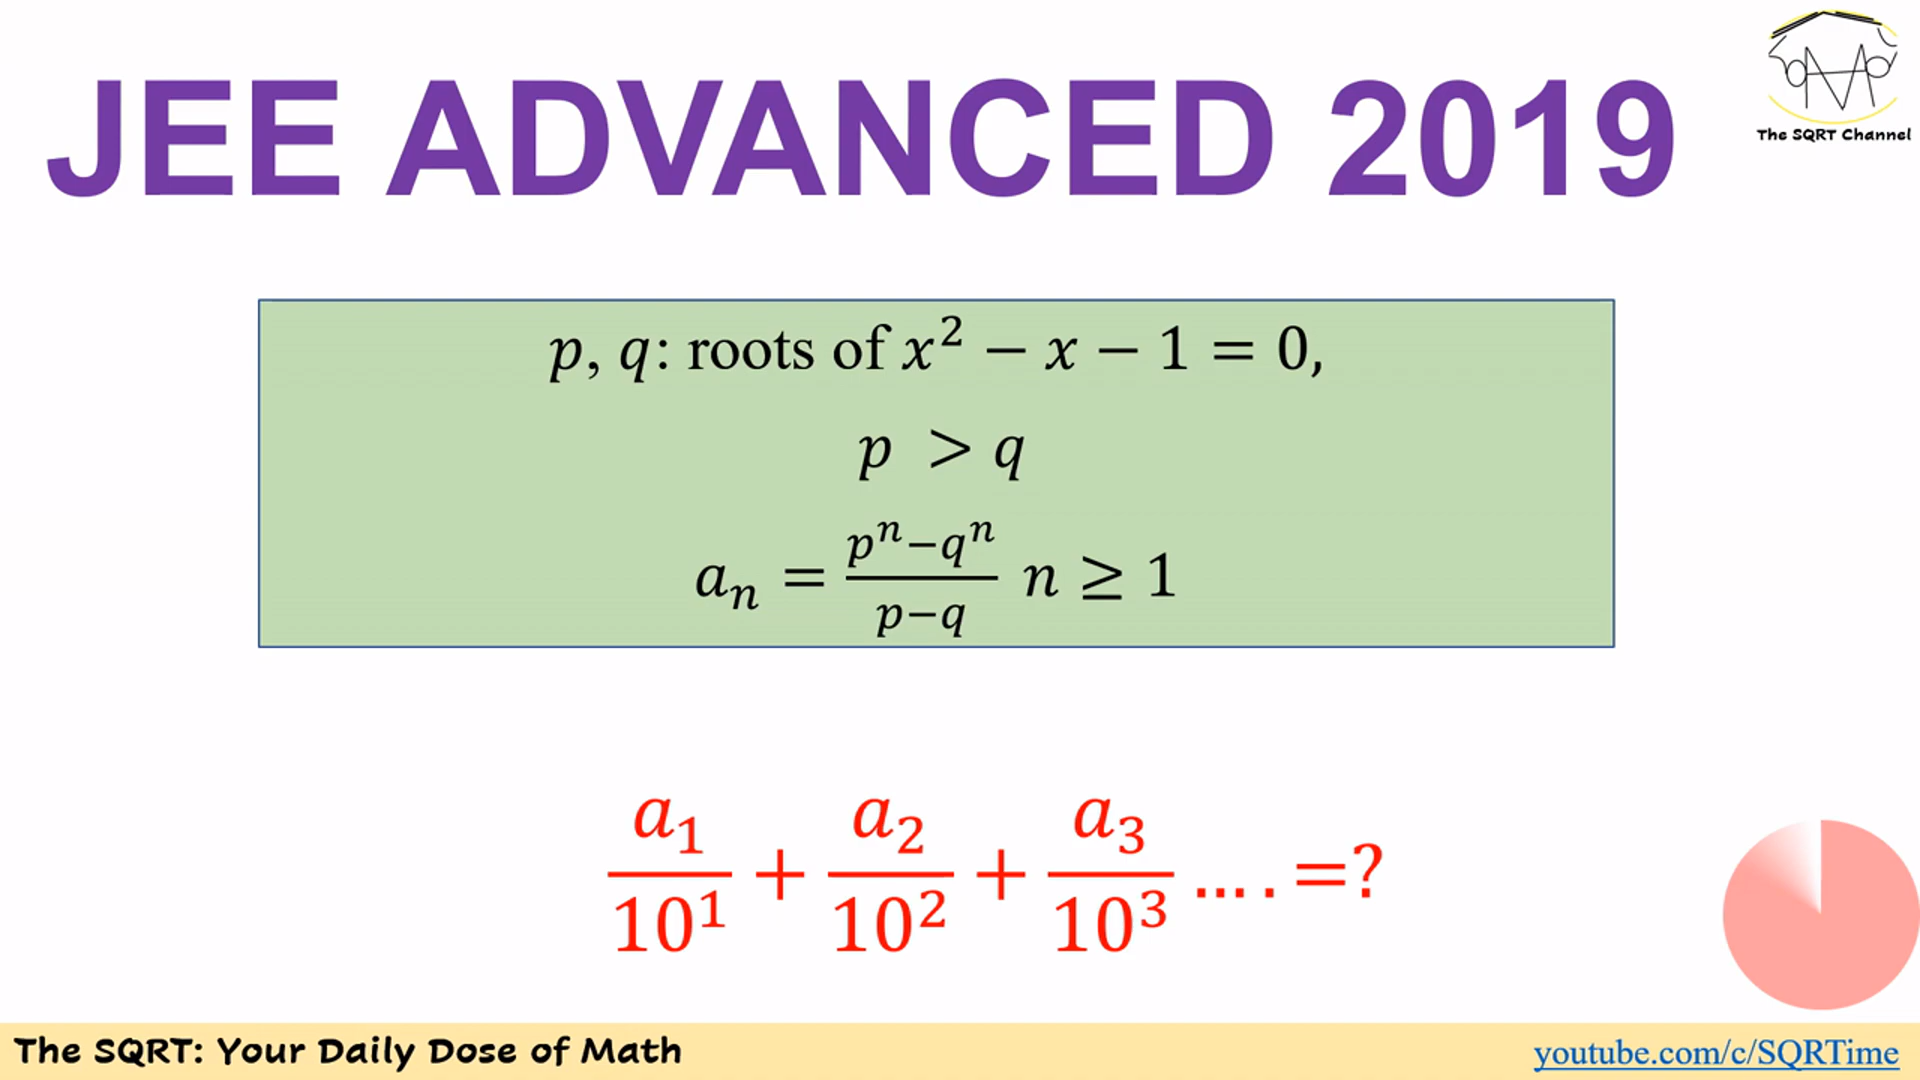 JEE ADVANCED 2019
The SQRT Channel
p, q: roots of x² − x − 1 = 0,
p > q
aₙ = (pⁿ−qⁿ)/(p−q) n ≥ 1
a₁/10¹ + a₂/10² + a₃/10³ .... =?
The SQRT: Your Daily Dose of Math
youtube.com/c/SQRTime